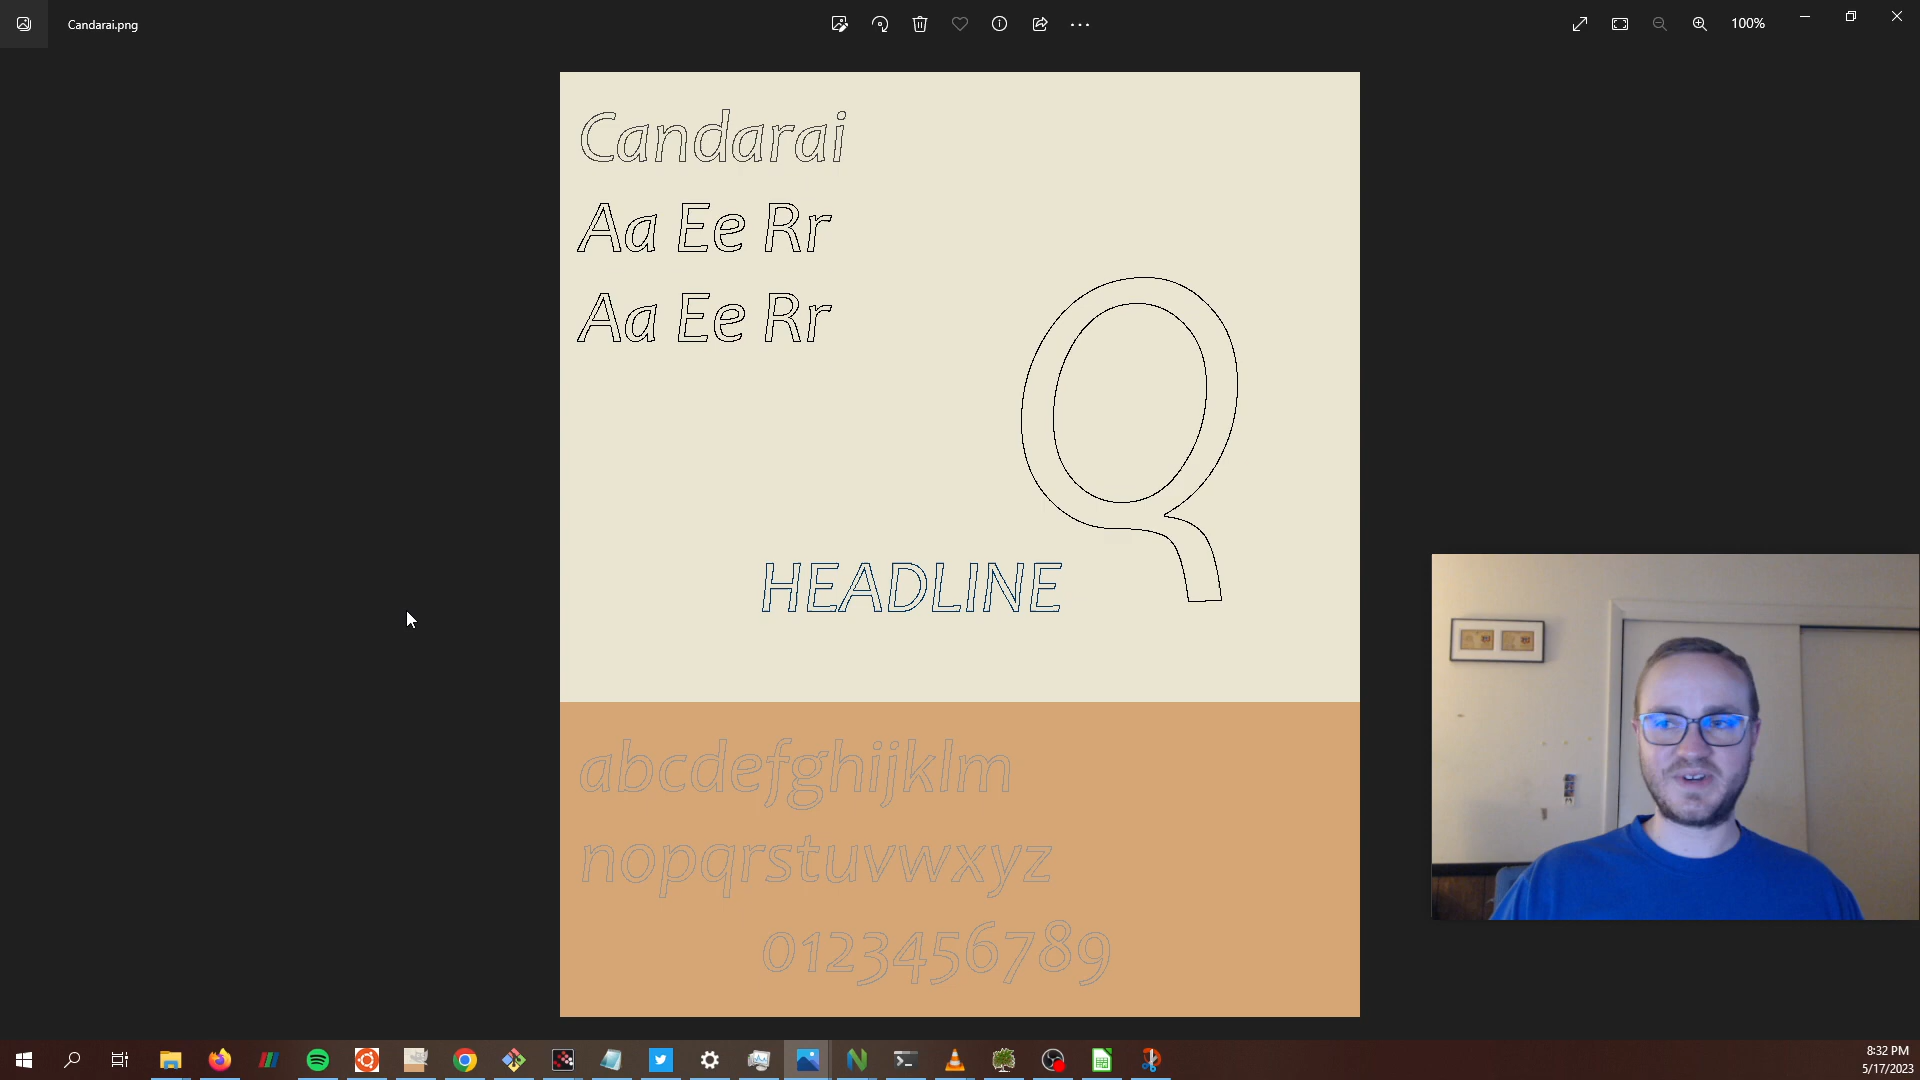 Candarai.png
100%
Candarai
Aa Ee Rr
Aa Ee Rr
Q
HEADLINE
abcdefghijklm
nopqrstuvwxyz
0123456789
8:32 PM
5/17/2023